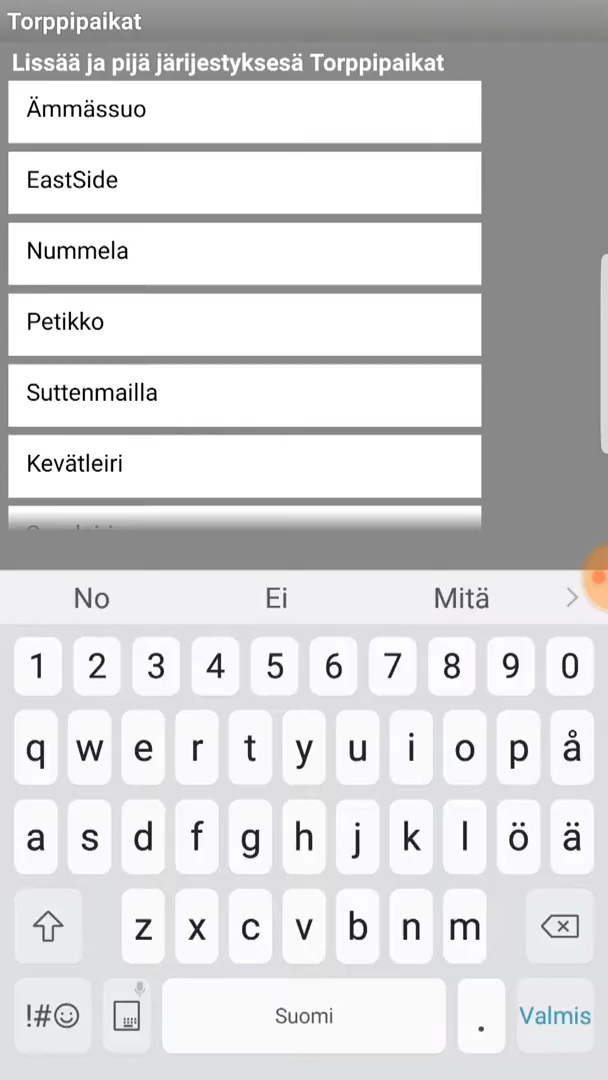 Torppipaikat
Lissää ja pijä järijestyksesä Torppipaikat
Ämmässuo
EastSide
Nummela
Petikko
Suttenmailla
Kevätleiri
No Ei Mitä
1 2 3 4 5 6 7 8 9 0
q w e r t y u i o p å
a s d f g h j k l ö ä
z x c v b n m
!#☺ Suomi . Valmis